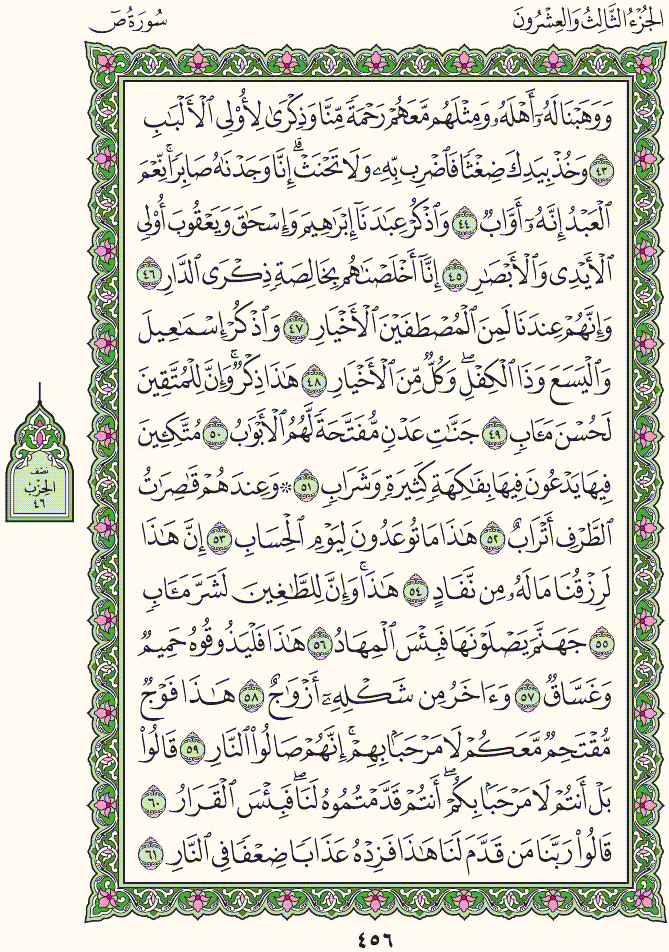 الجُزْءُ الثَّالِثُ وَالعِشْرُونَ
سُورَةُ صٓ
وَوَهَبْنَا لَهُۥٓ أَهْلَهُۥ وَمِثْلَهُم مَّعَهُمْ رَحْمَةً مِّنَّا وَذِكْرَىٰ لِأُو۟لِى ٱلْأَلْبَـٰبِ
٤٣ وَخُذْ بِيَدِكَ ضِغْثًا فَٱضْرِب بِّهِۦ وَلَا تَحْنَثْ ۗ إِنَّا وَجَدْنَـٰهُ صَابِرًا ۚ نِّعْمَ
ٱلْعَبْدُ إِنَّهُۥٓ أَوَّابٌ ٤٤ وَٱذْكُرْ عِبَـٰدَنَآ إِبْرَٰهِيمَ وَإِسْحَـٰقَ وَيَعْقُوبَ أُو۟لِى
ٱلْأَيْدِى وَٱلْأَبْصَـٰرِ ٤٥ إِنَّآ أَخْلَصْنَـٰهُم بِخَالِصَةٍ ذِكْرَى ٱلدَّارِ ٤٦
وَإِنَّهُمْ عِندَنَا لَمِنَ ٱلْمُصْطَفَيْنَ ٱلْأَخْيَارِ ٤٧ وَٱذْكُرْ إِسْمَـٰعِيلَ
وَٱلْيَسَعَ وَذَا ٱلْكِفْلِ ۖ وَكُلٌّ مِّنَ ٱلْأَخْيَارِ ٤٨ هَـٰذَا ذِكْرٌ ۚ وَإِنَّ لِلْمُتَّقِينَ
لَحُسْنَ مَـَٔابٍ ٤٩ جَنَّـٰتِ عَدْنٍ مُّفَتَّحَةً لَّهُمُ ٱلْأَبْوَٰبُ ٥٠ مُتَّكِـِٔينَ
فِيهَا يَدْعُونَ فِيهَا بِفَـٰكِهَةٍ كَثِيرَةٍ وَشَرَابٍ ٥١ ۞ وَعِندَهُمْ قَـٰصِرَٰتُ
ٱلطَّرْفِ أَتْرَابٌ ٥٢ هَـٰذَا مَا تُوعَدُونَ لِيَوْمِ ٱلْحِسَابِ ٥٣ إِنَّ هَـٰذَا
لَرِزْقُنَا مَا لَهُۥ مِن نَّفَادٍ ٥٤ هَـٰذَا ۚ وَإِنَّ لِلطَّـٰغِينَ لَشَرَّ مَـَٔابٍ
٥٥ جَهَنَّمَ يَصْلَوْنَهَا فَبِئْسَ ٱلْمِهَادُ ٥٦ هَـٰذَا فَلْيَذُوقُوهُ حَمِيمٌ
وَغَسَّاقٌ ٥٧ وَءَاخَرُ مِن شَكْلِهِۦٓ أَزْوَٰجٌ ٥٨ هَـٰذَا فَوْجٌ
مُّقْتَحِمٌ مَّعَكُمْ ۖ لَا مَرْحَبًۢا بِهِمْ ۚ إِنَّهُمْ صَالُوا۟ ٱلنَّارِ ٥٩ قَالُوا۟
بَلْ أَنتُمْ لَا مَرْحَبًۢا بِكُمْ ۖ أَنتُمْ قَدَّمْتُمُوهُ لَنَا ۖ فَبِئْسَ ٱلْقَرَارُ ٦٠
قَالُوا۟ رَبَّنَا مَن قَدَّمَ لَنَا هَـٰذَا فَزِدْهُ عَذَابًا ضِعْفًا فِى ٱلنَّارِ ٦١
نصف
الحزب
٤٦
٤٥٦